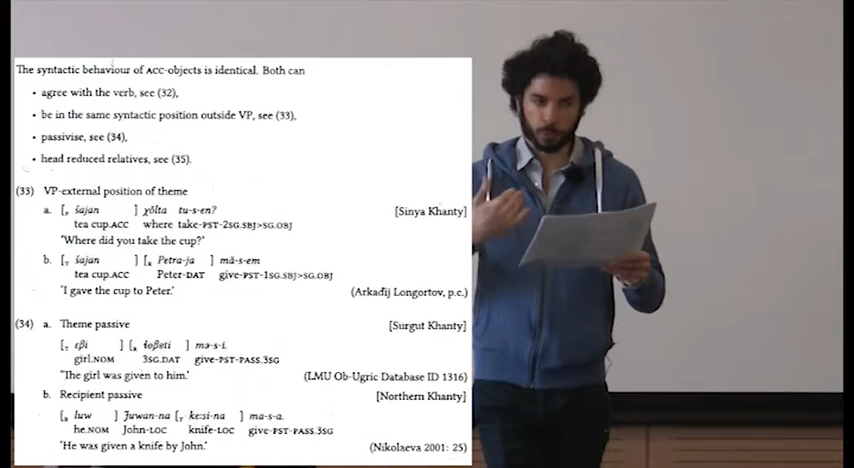 The syntactic behaviour of ACC-objects is identical. Both can
• agree with the verb, see (32),
• be in the same syntactic position outside VP, see (33),
• passivise, see (34),
• head reduced relatives, see (35).
(33) VP-external position of theme
a. [ₚ šajan ] χŏlta tu-s-en? [Sinya Khanty]
tea cup.ACC where take-PST-2SG.SBJ>SG.OBJ
'Where did you take the cup?'
b. [ₜ šajan ] [ʀ Petra-ja ] mă-s-em
tea cup.ACC Peter-DAT give-PST-1SG.SBJ>SG.OBJ
'I gave the cup to Peter.' (Arkadij Longortov, p.c.)
(34) a. Theme passive [Surgut Khanty]
[ₜ εβi ] [ʀ ɬoβɐti ] mə-s-i.
girl.NOM 3SG.DAT give-PST-PASS.3SG
'The girl was given to him.' (LMU Ob-Ugric Database ID 1316)
b. Recipient passive [Northern Khanty]
[ʀ luw ] Juwan-na [ₜ ke:si-na ] ma-s-a.
he.NOM John-LOC knife-LOC give-PST-PASS.3SG
'He was given a knife by John.' (Nikolaeva 2001: 25)